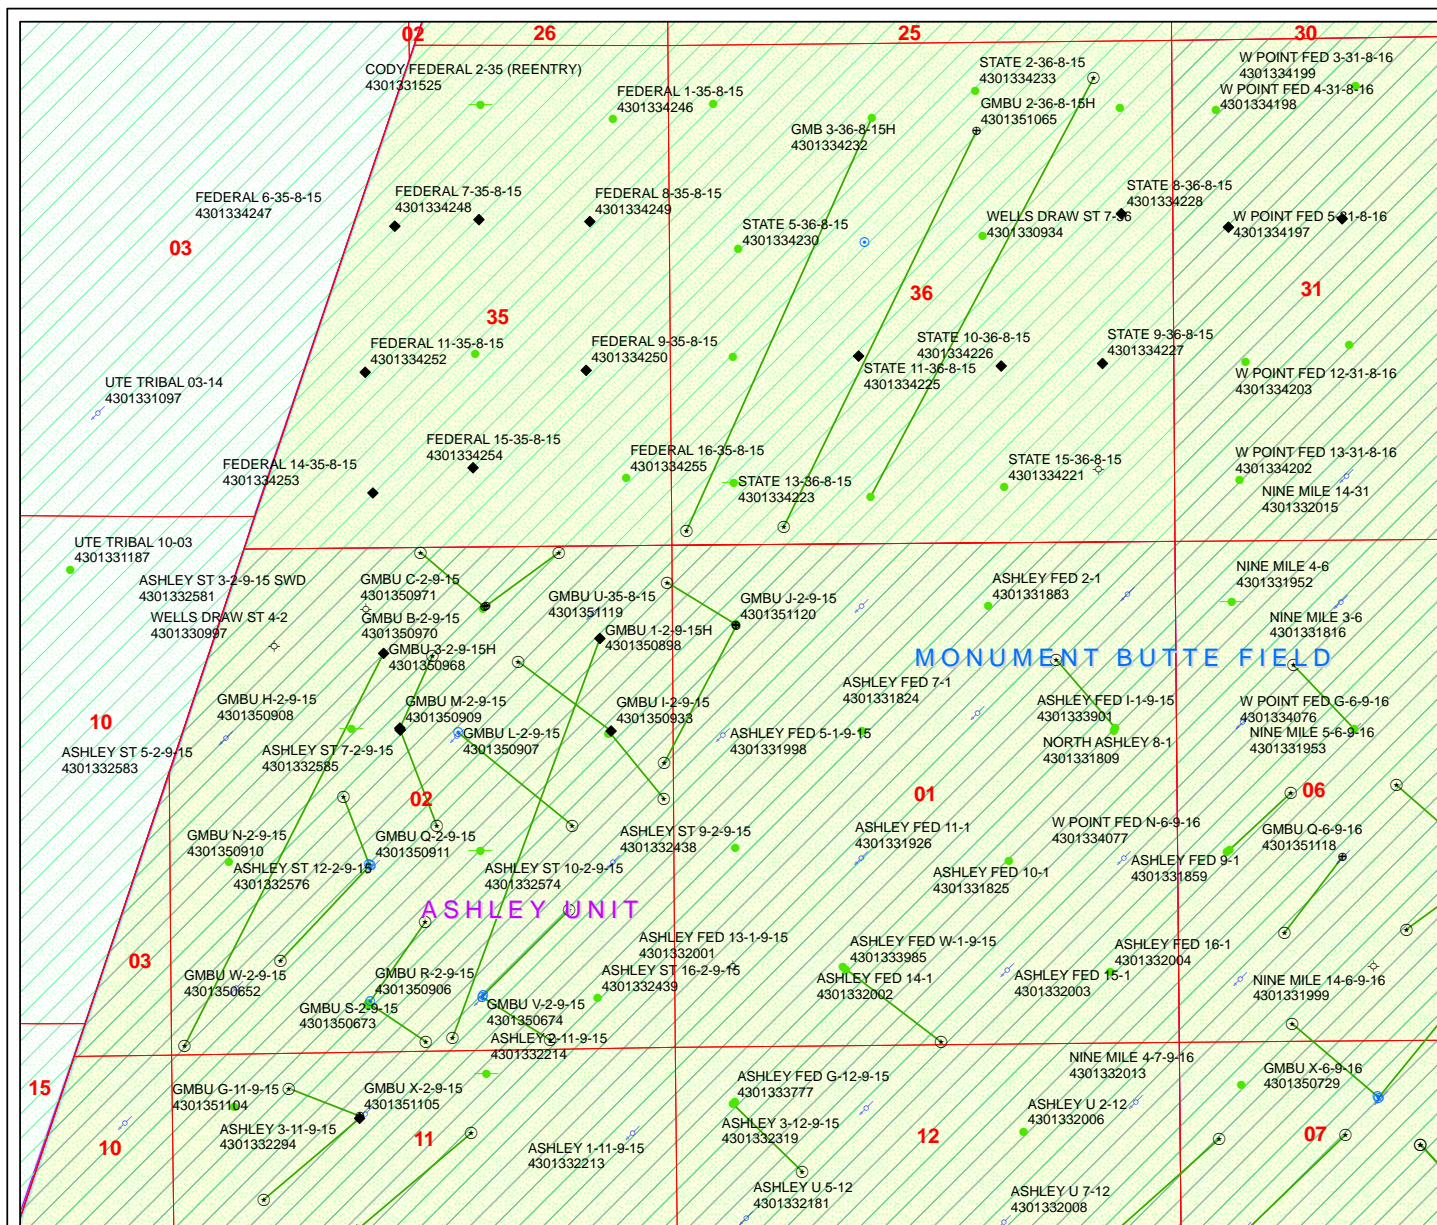 02
26
25
30
CODY FEDERAL 2-35 (REENTRY)
4301331525
FEDERAL 1-35-8-15
4301334246
STATE 2-36-8-15
4301334233
GMBU 2-36-8-15H
4301351065
GMB 3-36-8-15H
4301334232
W POINT FED 3-31-8-16
4301334199
W POINT FED 4-31-8-16
4301334198
FEDERAL 6-35-8-15
4301334247
FEDERAL 7-35-8-15
4301334248
FEDERAL 8-35-8-15
4301334249
STATE 5-36-8-15
4301334230
WELLS DRAW ST 7-36
4301330934
STATE 8-36-8-15
4301334228
W POINT FED 5-31-8-16
4301334197
03
35
36
31
FEDERAL 11-35-8-15
4301334252
FEDERAL 9-35-8-15
4301334250
STATE 10-36-8-15
4301334226
STATE 11-36-8-15
4301334225
STATE 9-36-8-15
4301334227
W POINT FED 12-31-8-16
4301334203
UTE TRIBAL 03-14
4301331097
FEDERAL 15-35-8-15
4301334254
FEDERAL 14-35-8-15
4301334253
FEDERAL 16-35-8-15
4301334255
STATE 13-36-8-15
4301334223
STATE 15-36-8-15
4301334221
W POINT FED 13-31-8-16
4301334202
NINE MILE 14-31
4301332015
UTE TRIBAL 10-03
4301331187
ASHLEY ST 3-2-9-15 SWD
4301332581
WELLS DRAW ST 4-2
4301330997
GMBU C-2-9-15
4301350971
GMBU B-2-9-15
4301350970
GMBU 3-2-9-15H
4301350968
GMBU U-35-8-15
4301351119
GMBU 1-2-9-15H
4301350898
GMBU J-2-9-15
4301351120
ASHLEY FED 2-1
4301331883
NINE MILE 4-6
4301331952
NINE MILE 3-6
4301331816
MONUMENT BUTTE FIELD
GMBU H-2-9-15
4301350908
GMBU M-2-9-15
4301350909
GMBU L-2-9-15
4301350907
GMBU I-2-9-15
4301350933
ASHLEY FED 7-1
4301331824
ASHLEY FED 5-1-9-15
4301331998
ASHLEY FED I-1-9-15
4301333901
NORTH ASHLEY 8-1
4301331809
W POINT FED G-6-9-16
4301334076
NINE MILE 5-6-9-16
4301331953
10
ASHLEY ST 5-2-9-15
4301332583
ASHLEY ST 7-2-9-15
4301332585
02
01
06
GMBU N-2-9-15
4301350910
ASHLEY ST 12-2-9-15
4301332576
GMBU Q-2-9-15
4301350911
ASHLEY ST 10-2-9-15
4301332574
ASHLEY ST 9-2-9-15
4301332438
ASHLEY FED 11-1
4301331926
ASHLEY FED 10-1
4301331825
W POINT FED N-6-9-16
4301334077
ASHLEY FED 9-1
4301331859
GMBU Q-6-9-16
4301351118
ASHLEY UNIT
03
GMBU W-2-9-15
4301350652
GMBU R-2-9-15
4301350906
GMBU S-2-9-15
4301350673
GMBU V-2-9-15
4301350674
ASHLEY FED 13-1-9-15
4301332001
ASHLEY ST 16-2-9-15
4301332439
ASHLEY FED W-1-9-15
4301333985
ASHLEY FED 14-1
4301332002
ASHLEY FED 16-1
4301332004
ASHLEY FED 15-1
4301332003
NINE MILE 14-6-9-16
4301331999
ASHLEY 2-11-9-15
4301332214
15
GMBU G-11-9-15
4301351104
ASHLEY 3-11-9-15
4301332294
GMBU X-2-9-15
4301351105
ASHLEY FED G-12-9-15
4301333777
ASHLEY 3-12-9-15
4301332319
NINE MILE 4-7-9-16
4301332013
ASHLEY U 2-12
4301332006
GMBU X-6-9-16
4301350729
10
11
ASHLEY 1-11-9-15
4301332213
12
07
ASHLEY U 5-12
4301332181
ASHLEY U 7-12
4301332008